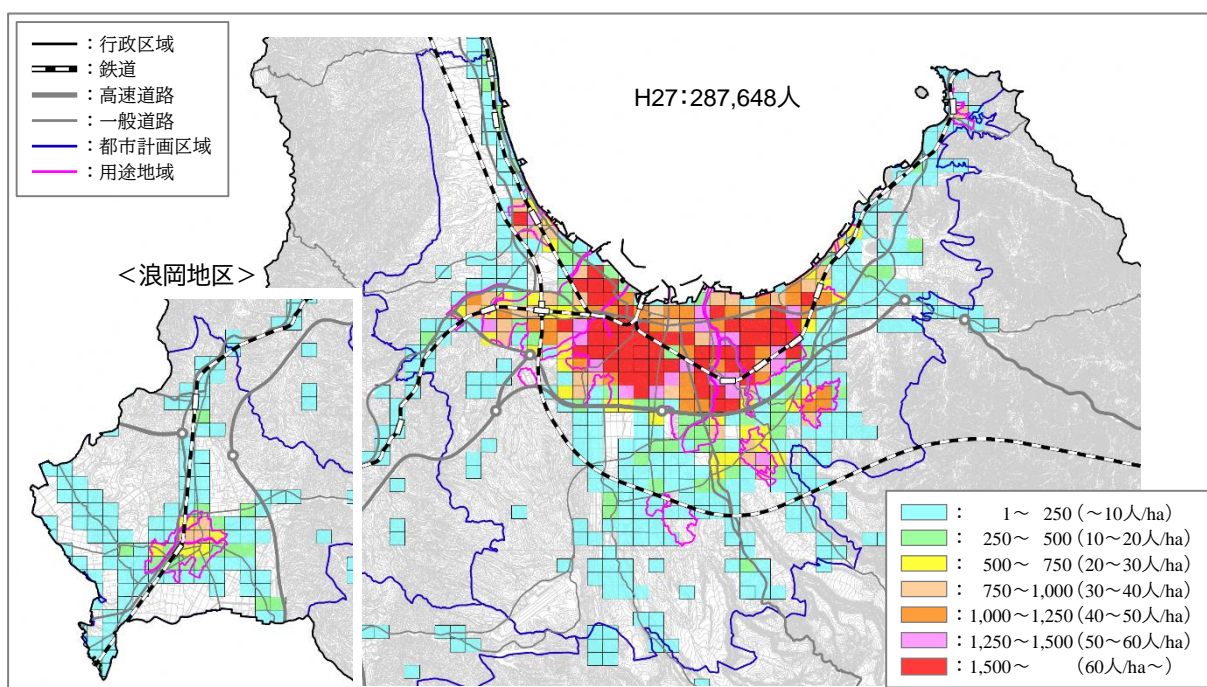 ：行政区域
：鉄道
：高速道路
：一般道路
：都市計画区域
：用途地域
H27：287,648人
＜浪岡地区＞
： 1～ 250（～10人/ha）
： 250～ 500（10～20人/ha）
： 500～ 750（20～30人/ha）
： 750～1,000（30～40人/ha）
：1,000～1,250（40～50人/ha）
：1,250～1,500（50～60人/ha）
：1,500～ （60人/ha～）